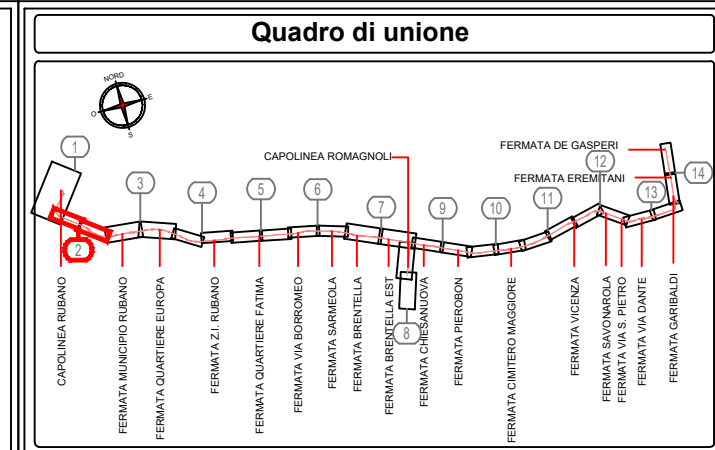 Quadro di unione
NORD
O
E
S
1
2
3
4
5
6
7
8
9
10
11
12
13
14
CAPOLINEA ROMAGNOLI
FERMATA DE GASPERI
FERMATA EREMITANI
CAPOLINEA RUBANO
FERMATA MUNICIPIO RUBANO
FERMATA QUARTIERE EUROPA
FERMATA Z.I. RUBANO
FERMATA QUARTIERE FATIMA
FERMATA VIA BORROMEO
FERMATA SARMEOLA
FERMATA BRENTELLA
FERMATA BRENTELLA EST
FERMATA CHIESANUOVA
FERMATA PIEROBON
FERMATA CIMITERO MAGGIORE
FERMATA VICENZA
FERMATA SAVONAROLA
FERMATA VIA S. PIETRO
FERMATA VIA DANTE
FERMATA GARIBALDI